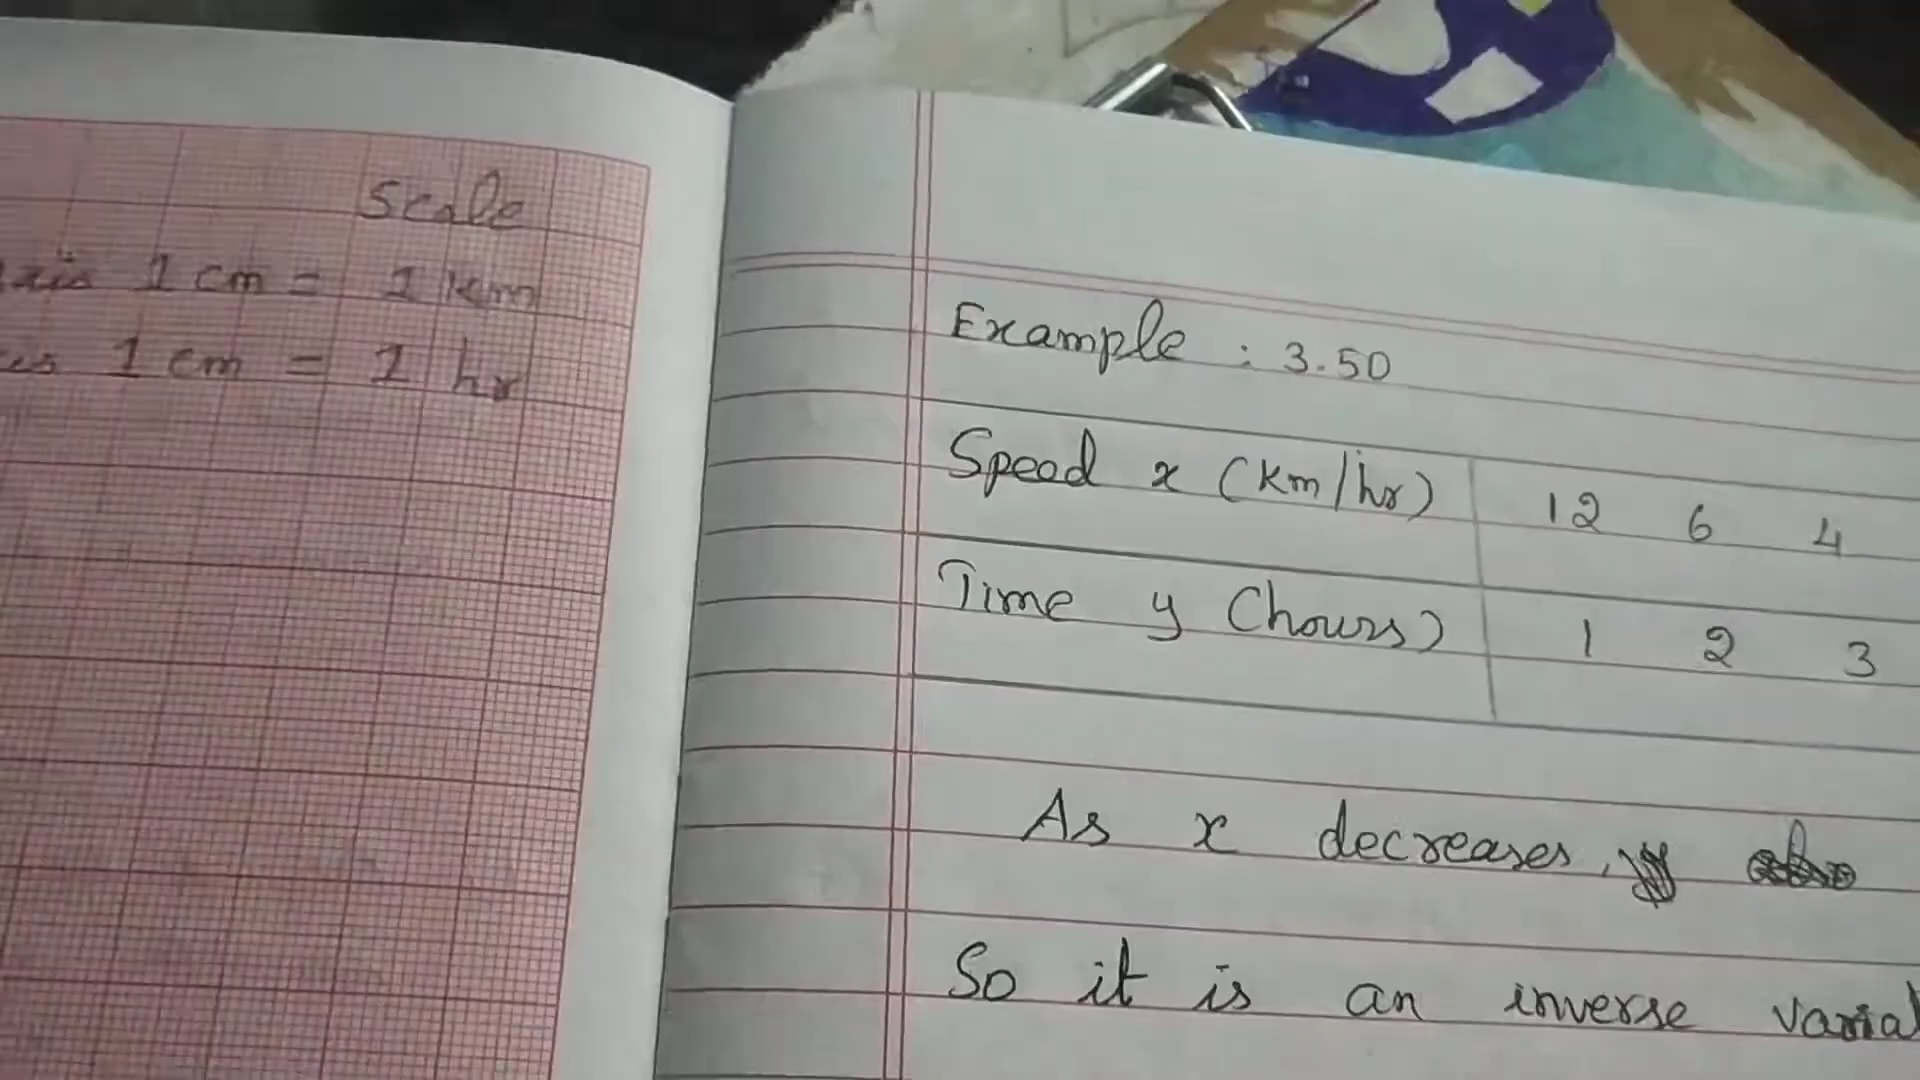 Scale
1 cm = 1 km
1 cm = 1 hr
Example : 3.50
Speed x (km/hr) 12 6 4
Time y (hours) 1 2 3
As x decreases, y
So it is an inverse